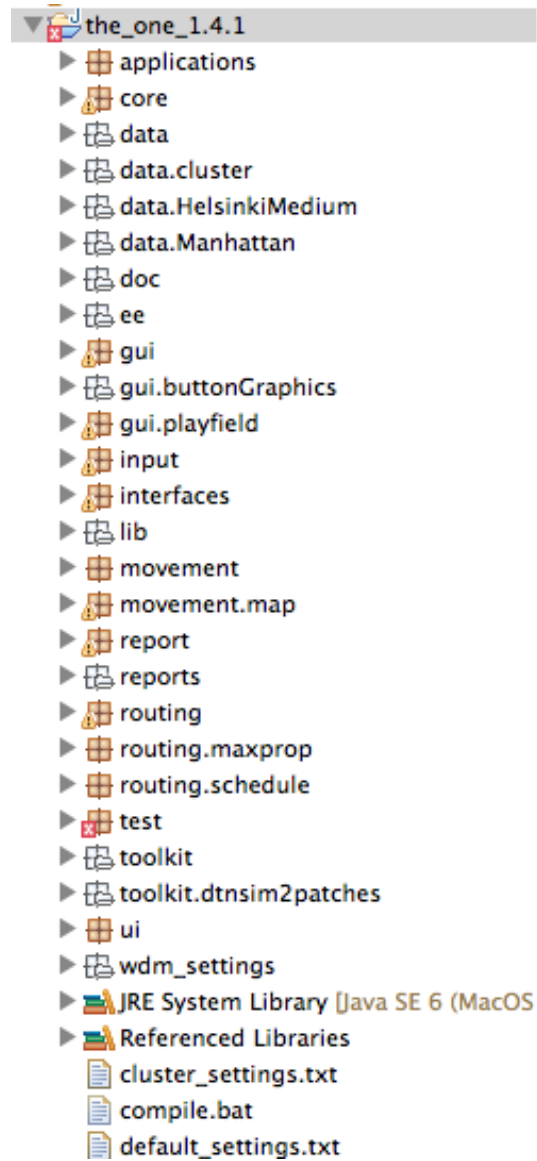 the_one_1.4.1
applications
core
data
data.cluster
data.HelsinkiMedium
data.Manhattan
doc
ee
gui
gui.buttonGraphics
gui.playfield
input
interfaces
lib
movement
movement.map
report
reports
routing
routing.maxprop
routing.schedule
test
toolkit
toolkit.dtnsim2patches
ui
wdm_settings
JRE System Library [Java SE 6 (MacOS
Referenced Libraries
cluster_settings.txt
compile.bat
default_settings.txt